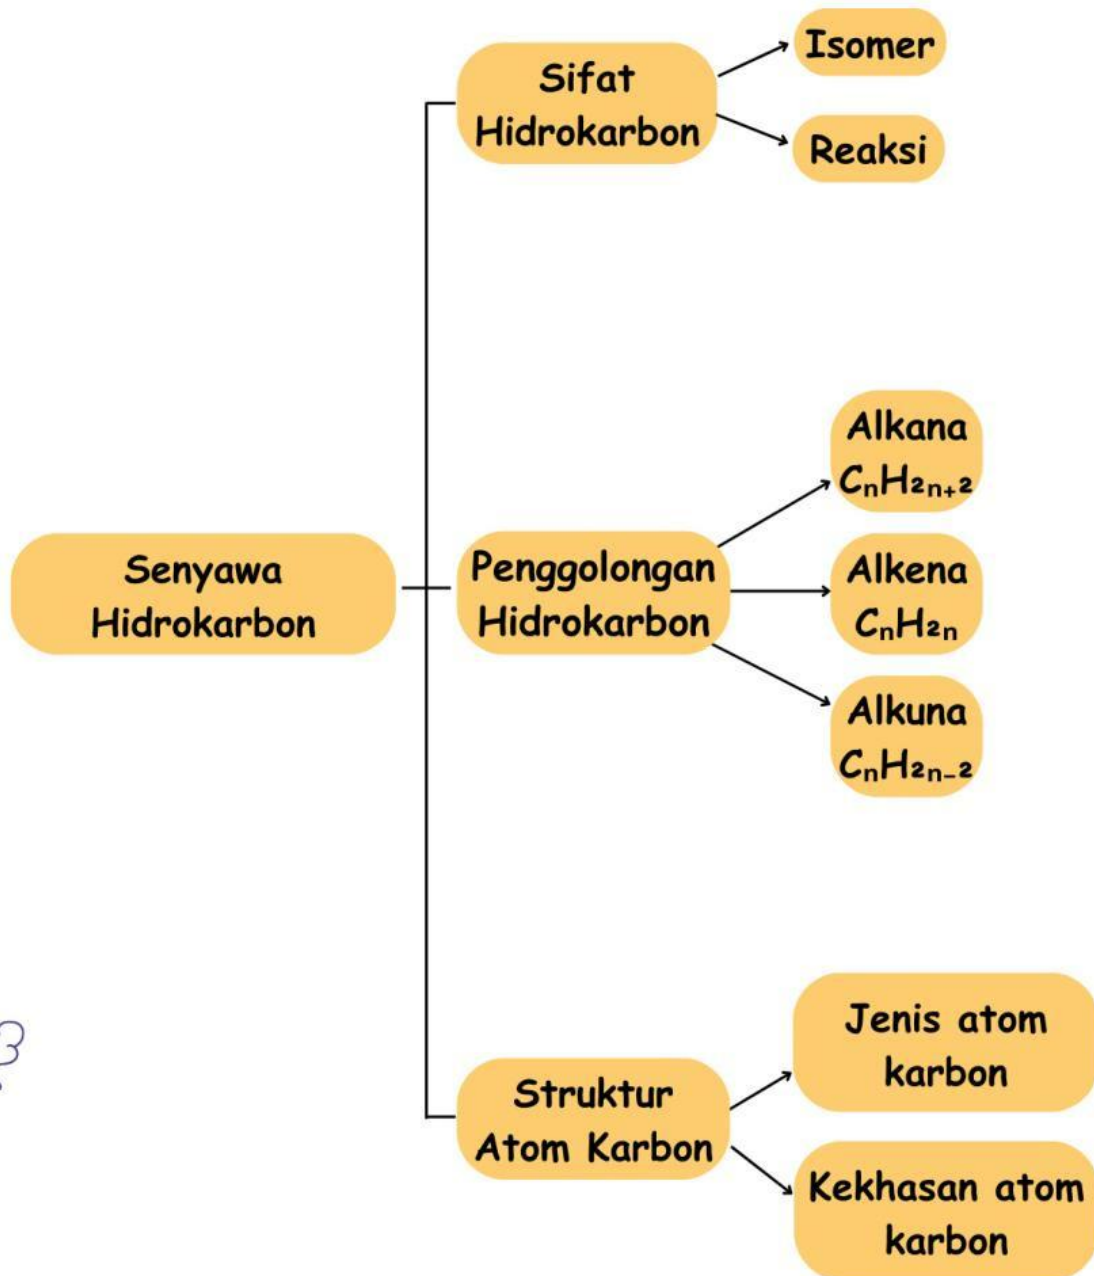 Isomer
Sifat
Hidrokarbon
Reaksi
Alkana
CₙH₂ₙ₊₂
Senyawa
Hidrokarbon
Penggolongan
Hidrokarbon
Alkena
CₙH₂ₙ
Alkuna
CₙH₂ₙ₋₂
Jenis atom
karbon
Struktur
Atom Karbon
Kekhasan atom
karbon